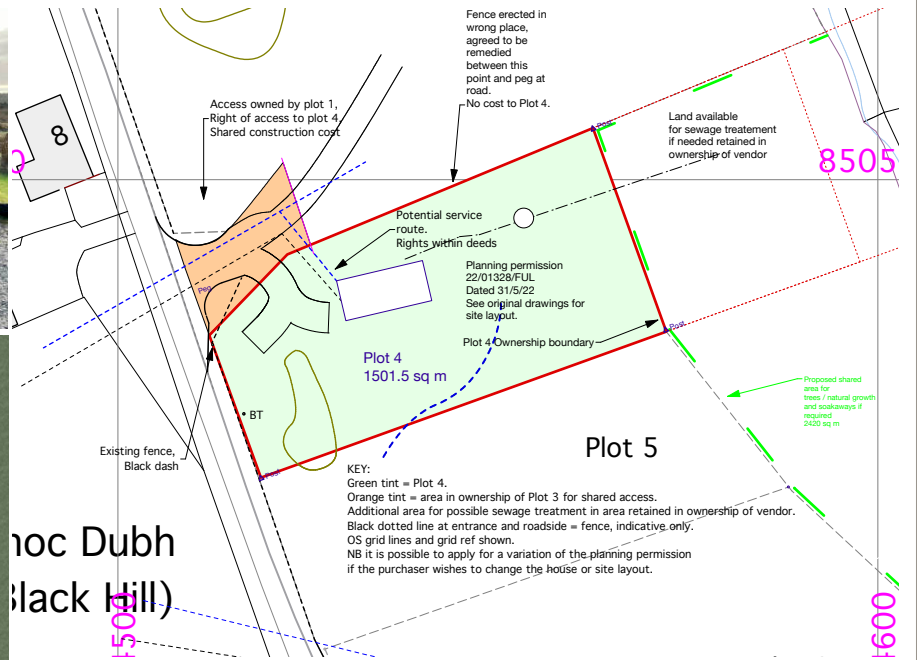 Fence erected in
wrong place,
agreed to be
remedied
between this
point and peg at
road.
No cost to Plot 4.
Access owned by plot 1,
Right of access to plot 4,
Shared construction cost
8
Land available
for sewage treatement
if needed retained in
ownership of vendor
0
8505
Post
Potential service
route.
Rights within deeds
Planning permission
22/01328/FUL
Dated 31/5/22
See original drawings for
site layout.
Peg
Plot 4 Ownership boundary
Post
Plot 4
1501.5 sq m
Proposed shared
area for
trees / natural growth
and soakaways if
required
2420 sq m
BT
Existing fence,
Black dash
Plot 5
Post
KEY:
Green tint = Plot 4.
Orange tint = area in ownership of Plot 3 for shared access.
Additional area for possible sewage treatment in area retained in ownership of vendor.
Black dotted line at entrance and roadside = fence, indicative only.
OS grid lines and grid ref shown.
NB it is possible to apply for a variation of the planning permission
if the purchaser wishes to change the house or site layout.
noc Dubh
Black Hill)
500
600